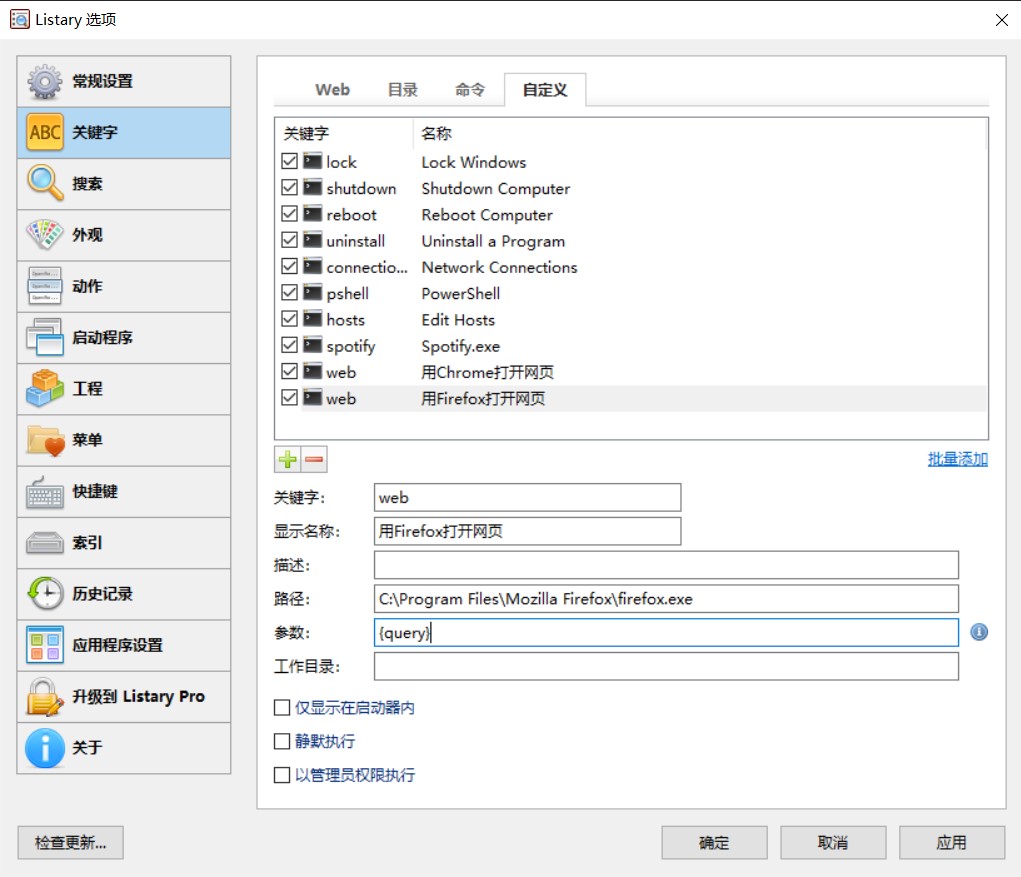 Listary 选项
常规设置
ABC 关键字
搜索
外观
动作
启动程序
工程
菜单
快捷键
索引
历史记录
应用程序设置
升级到 Listary Pro
关于
Web 目录 命令 自定义
关键字 名称
lock Lock Windows
shutdown Shutdown Computer
reboot Reboot Computer
uninstall Uninstall a Program
connectio... Network Connections
pshell PowerShell
hosts Edit Hosts
spotify Spotify.exe
web 用Chrome打开网页
web 用Firefox打开网页
批量添加
关键字: web
显示名称: 用Firefox打开网页
描述:
路径: C:\Program Files\Mozilla Firefox\firefox.exe
参数: {query}
工作目录:
仅显示在启动器内
静默执行
以管理员权限执行
检查更新... 确定 取消 应用